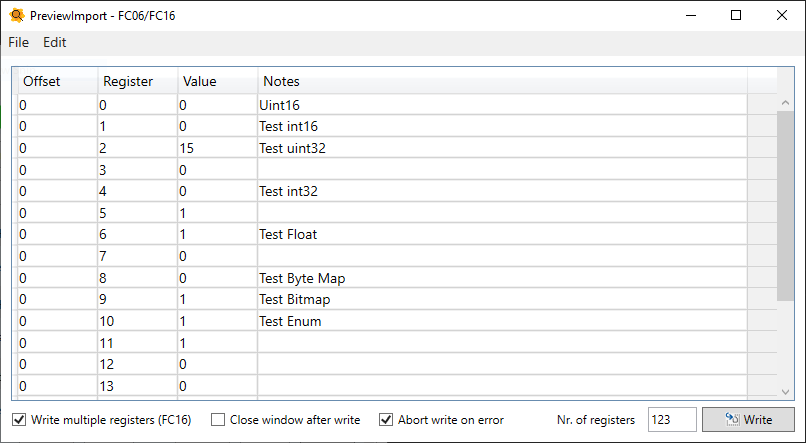 PreviewImport - FC06/FC16
File Edit
Offset Register Value Notes
0 0 0 Uint16
0 1 0 Test int16
0 2 15 Test uint32
0 3 0
0 4 0 Test int32
0 5 1
0 6 1 Test Float
0 7 0
0 8 0 Test Byte Map
0 9 1 Test Bitmap
0 10 1 Test Enum
0 11 1
0 12 0
0 13 0
Write multiple registers (FC16) Close window after write Abort write on error Nr. of registers 123 Write